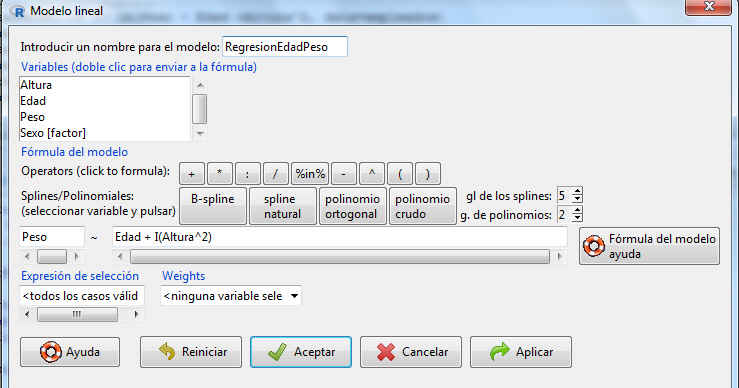 Modelo lineal
Introducir un nombre para el modelo: RegresionEdadPeso
Variables (doble clic para enviar a la fórmula)
Altura
Edad
Peso
Sexo [factor]
Fórmula del modelo
Operators (click to formula): + * : / %in% - ^ ( )
Splines/Polinomiales:
(seleccionar variable y pulsar)
B-spline
spline
natural
polinomio
ortogonal
polinomio
crudo
gl de los splines: 5
g. de polinomios: 2
Peso ~ Edad + I(Altura^2)
Fórmula del modelo
ayuda
Expresión de selección Weights
<todos los casos válid <ninguna variable sele
Ayuda Reiniciar Aceptar Cancelar Aplicar